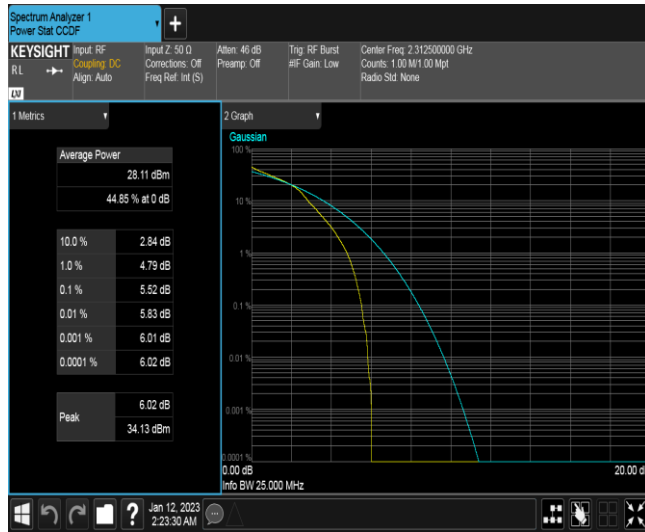 Spectrum Analyzer 1
Power Stat CCDF
+
KEYSIGHT
RL
LXI
Input: RF
Coupling: DC
Align: Auto
Input Z: 50 Ω
Corrections: Off
Freq Ref: Int (S)
Atten: 46 dB
Preamp: Off
Trig: RF Burst
#IF Gain: Low
Center Freq: 2.312500000 GHz
Counts: 1.00 M/1.00 Mpt
Radio Std: None
1 Metrics
Average Power
28.11 dBm
44.85 % at 0 dB
10.0 % 2.84 dB
1.0 % 4.79 dB
0.1 % 5.52 dB
0.01 % 5.83 dB
0.001 % 6.01 dB
0.0001 % 6.02 dB
Peak
6.02 dB
34.13 dBm
2 Graph
Gaussian
100 %
10 %
1 %
0.1 %
0.01 %
0.001 %
0.0001 %
0.00 dB
20.00 d
Info BW 25.000 MHz
?
Jan 12, 2023
2:23:30 AM